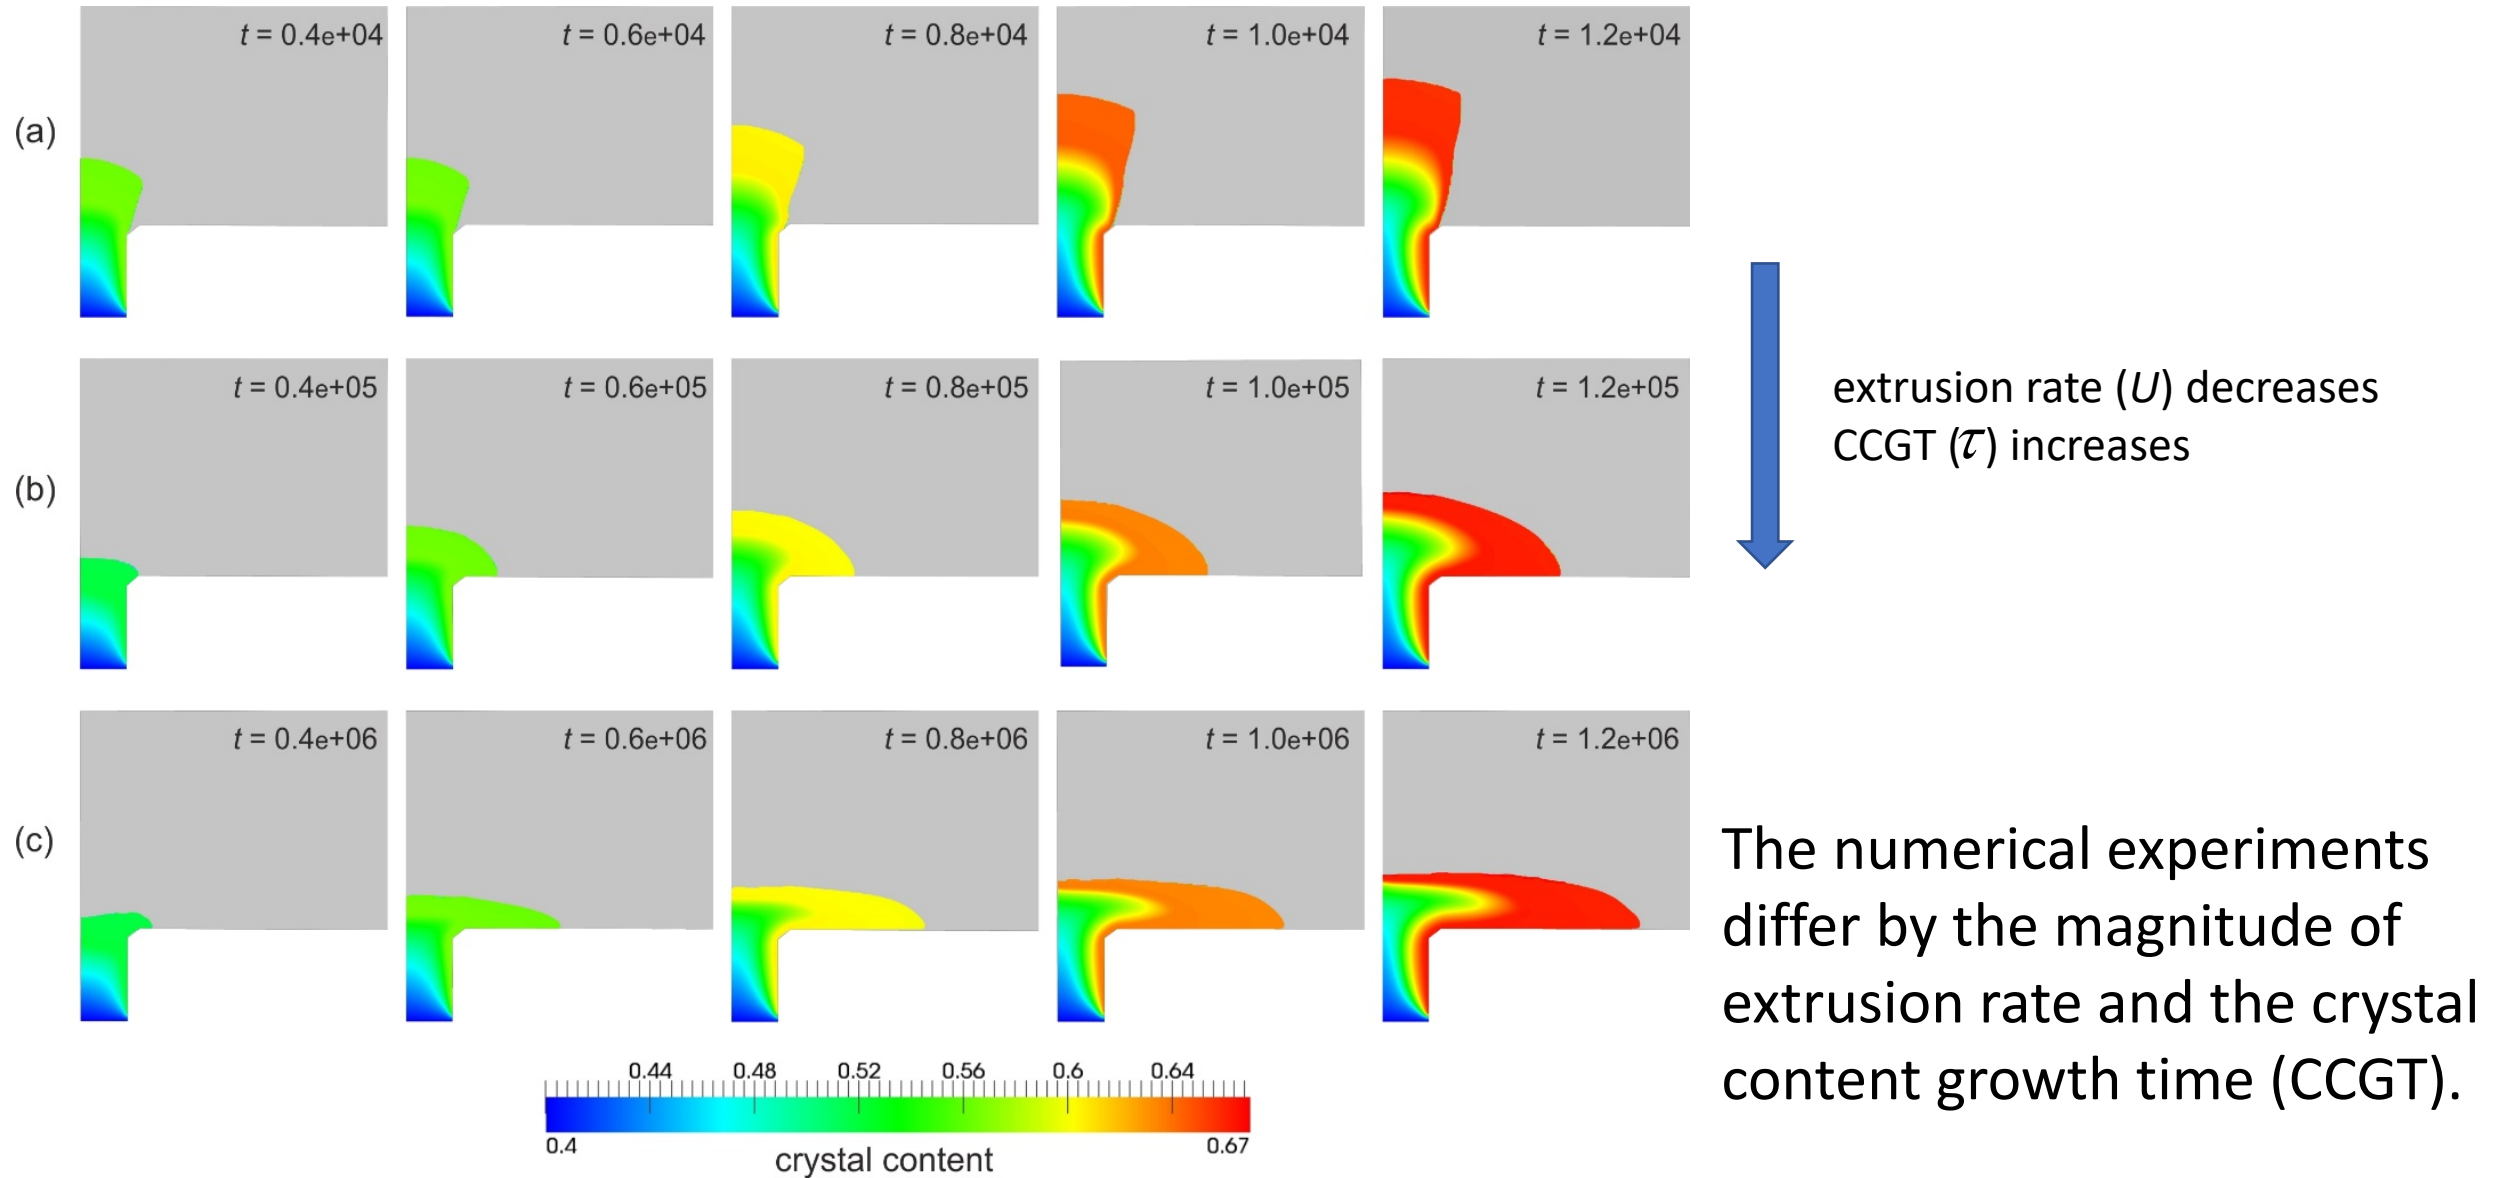 t = 0.4e+04
t = 0.6e+04
t = 0.8e+04
t = 1.0e+04
t = 1.2e+04
(a)
t = 0.4e+05
t = 0.6e+05
t = 0.8e+05
t = 1.0e+05
t = 1.2e+05
(b)
extrusion rate (U) decreases
CCGT (τ) increases
t = 0.4e+06
t = 0.6e+06
t = 0.8e+06
t = 1.0e+06
t = 1.2e+06
(c)
The numerical experiments
differ by the magnitude of
extrusion rate and the crystal
content growth time (CCGT).
0.44 0.48 0.52 0.56 0.6 0.64
0.4 0.67
crystal content